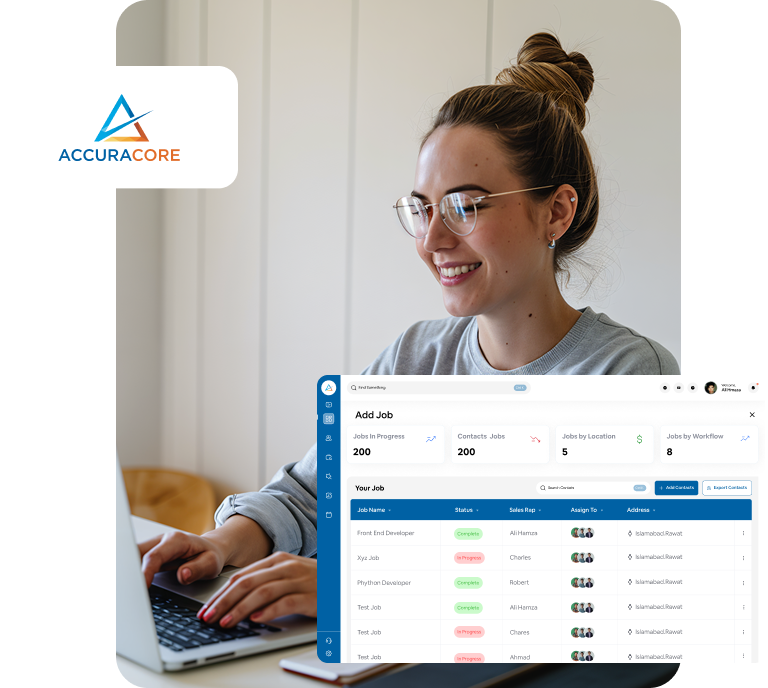 ACCURACORE
Find Something
Welcome,
Ali Hmeaza
Add Job
Jobs In Progress
200
Contacts Jobs
200
Jobs by Location
5
Jobs by Workflow
8
Your Job
Search Contacts
Add Contacts
Export Contacts
Job Name Status Sales Rep Assign To Address
Front End Developer Complete Ali Hamza Islamabad.Rawat
Xyz Job In Progress Charles Islamabad.Rawat
Phython Developer Complete Robert Islamabad.Rawat
Test Job Complete Ali Hamza Islamabad.Rawat
Test Job In Progress Chares Islamabad.Rawat
Test Job In Progress Ahmad Islamabad.Rawat